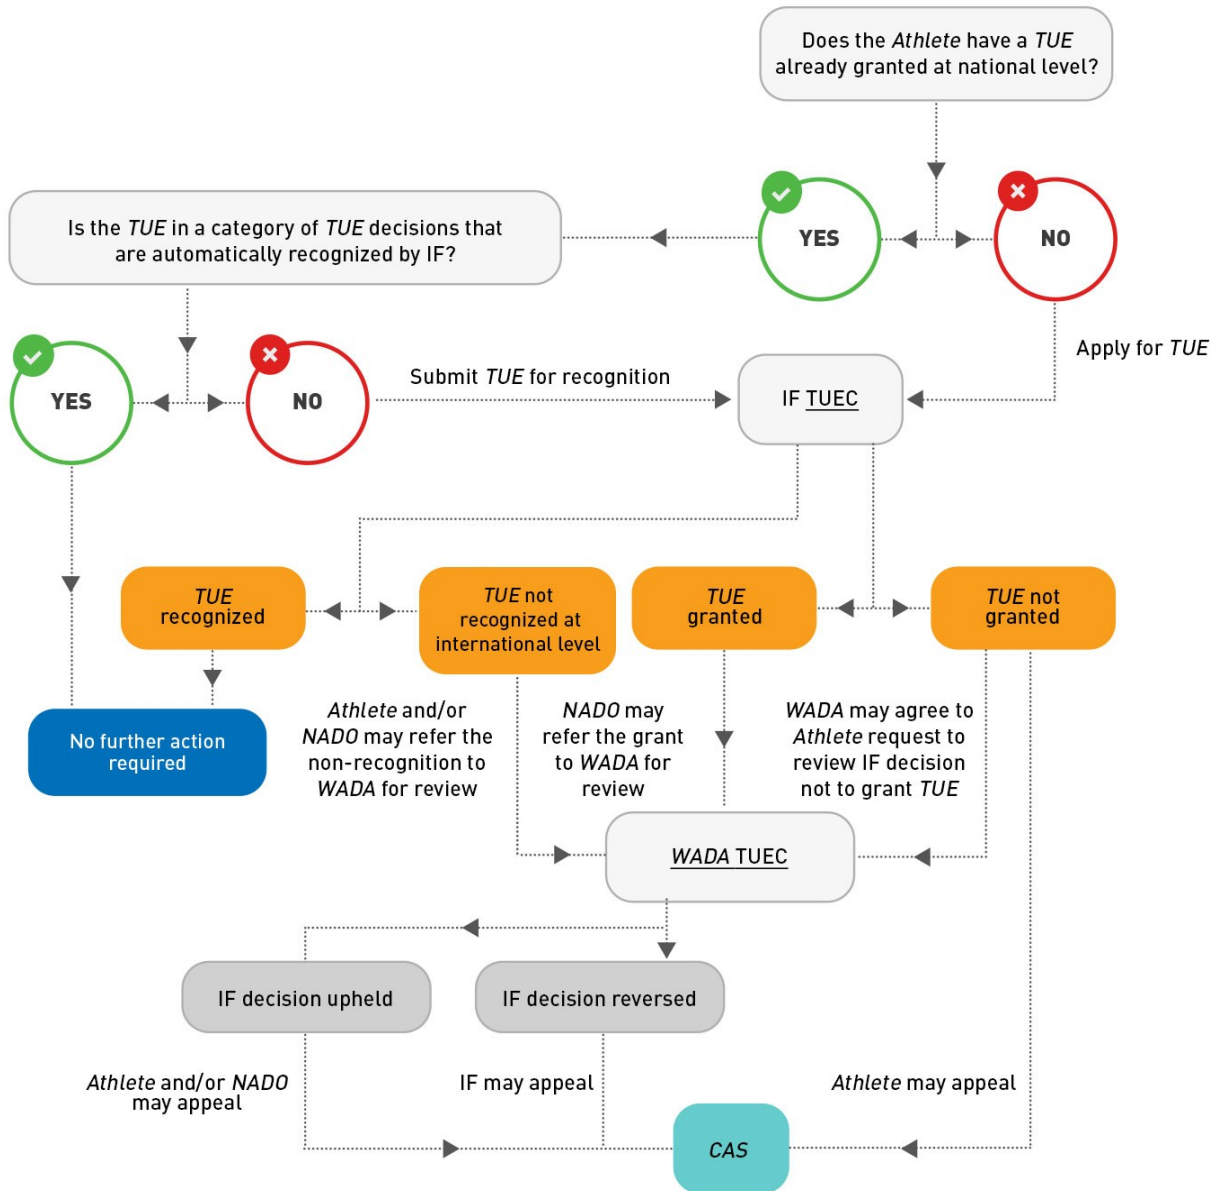 Does the Athlete have a TUE
already granted at national level?
Is the TUE in a category of TUE decisions that
are automatically recognized by IF?
YES
NO
YES
NO
Submit TUE for recognition
IF TUEC
Apply for TUE
TUE
recognized
TUE not
recognized at
international level
TUE
granted
TUE not
granted
No further action
required
Athlete and/or
NADO may refer the
non-recognition to
WADA for review
NADO may
refer the grant
to WADA for
review
WADA may agree to
Athlete request to
review IF decision
not to grant TUE
WADA TUEC
IF decision upheld
IF decision reversed
Athlete and/or NADO
may appeal
IF may appeal
Athlete may appeal
CAS